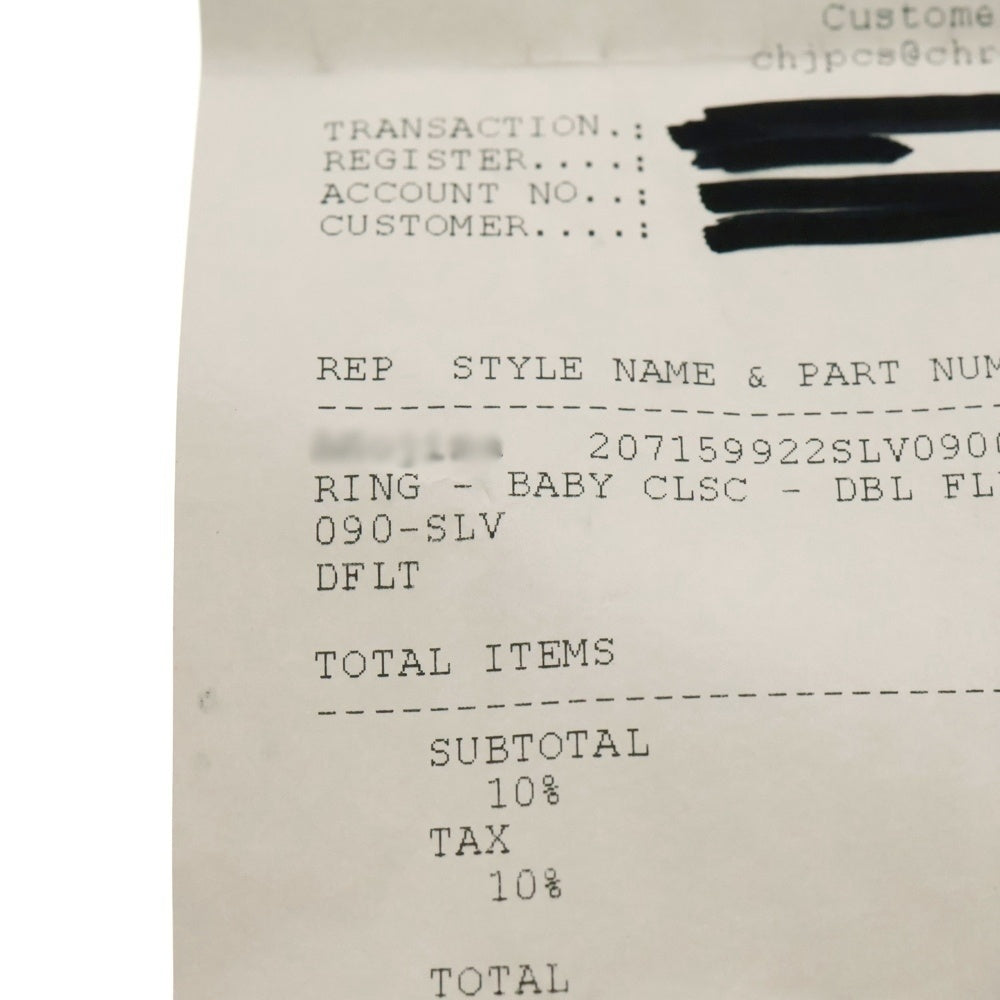 Custome
chjpcs@chr
TRANSACTION.:
REGISTER....:
ACCOUNT NO..:
CUSTOMER....:
REP STYLE NAME & PART NUM
207159922SLV090
RING - BABY CLSC - DBL FL
090-SLV
DFLT
TOTAL ITEMS
SUBTOTAL
10%
TAX
10%
TOTAL